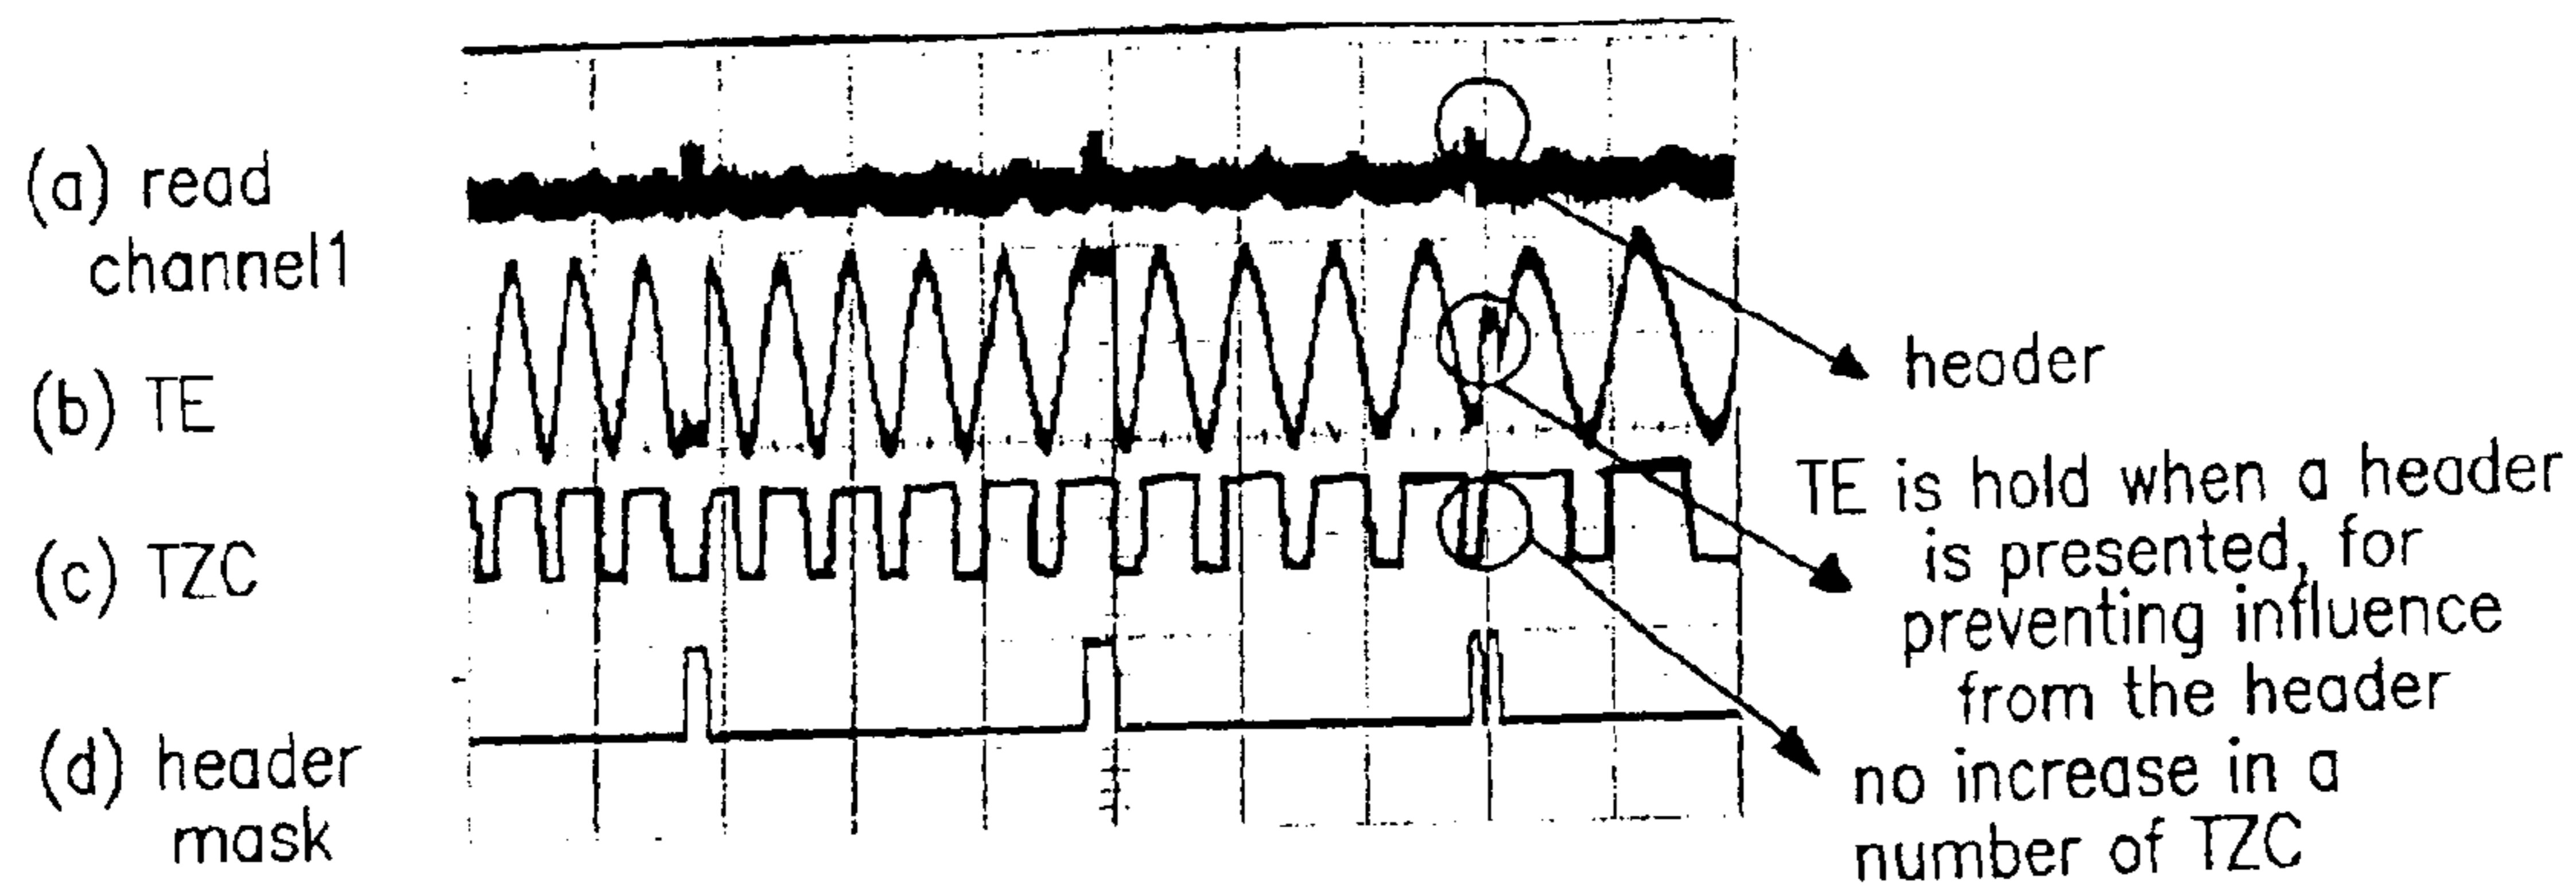 (a) read
channel1
(b) TE
(c) TZC
(d) header
mask
header
TE is hold when a header
is presented, for
preventing influence
from the header
no increase in a
number of TZC